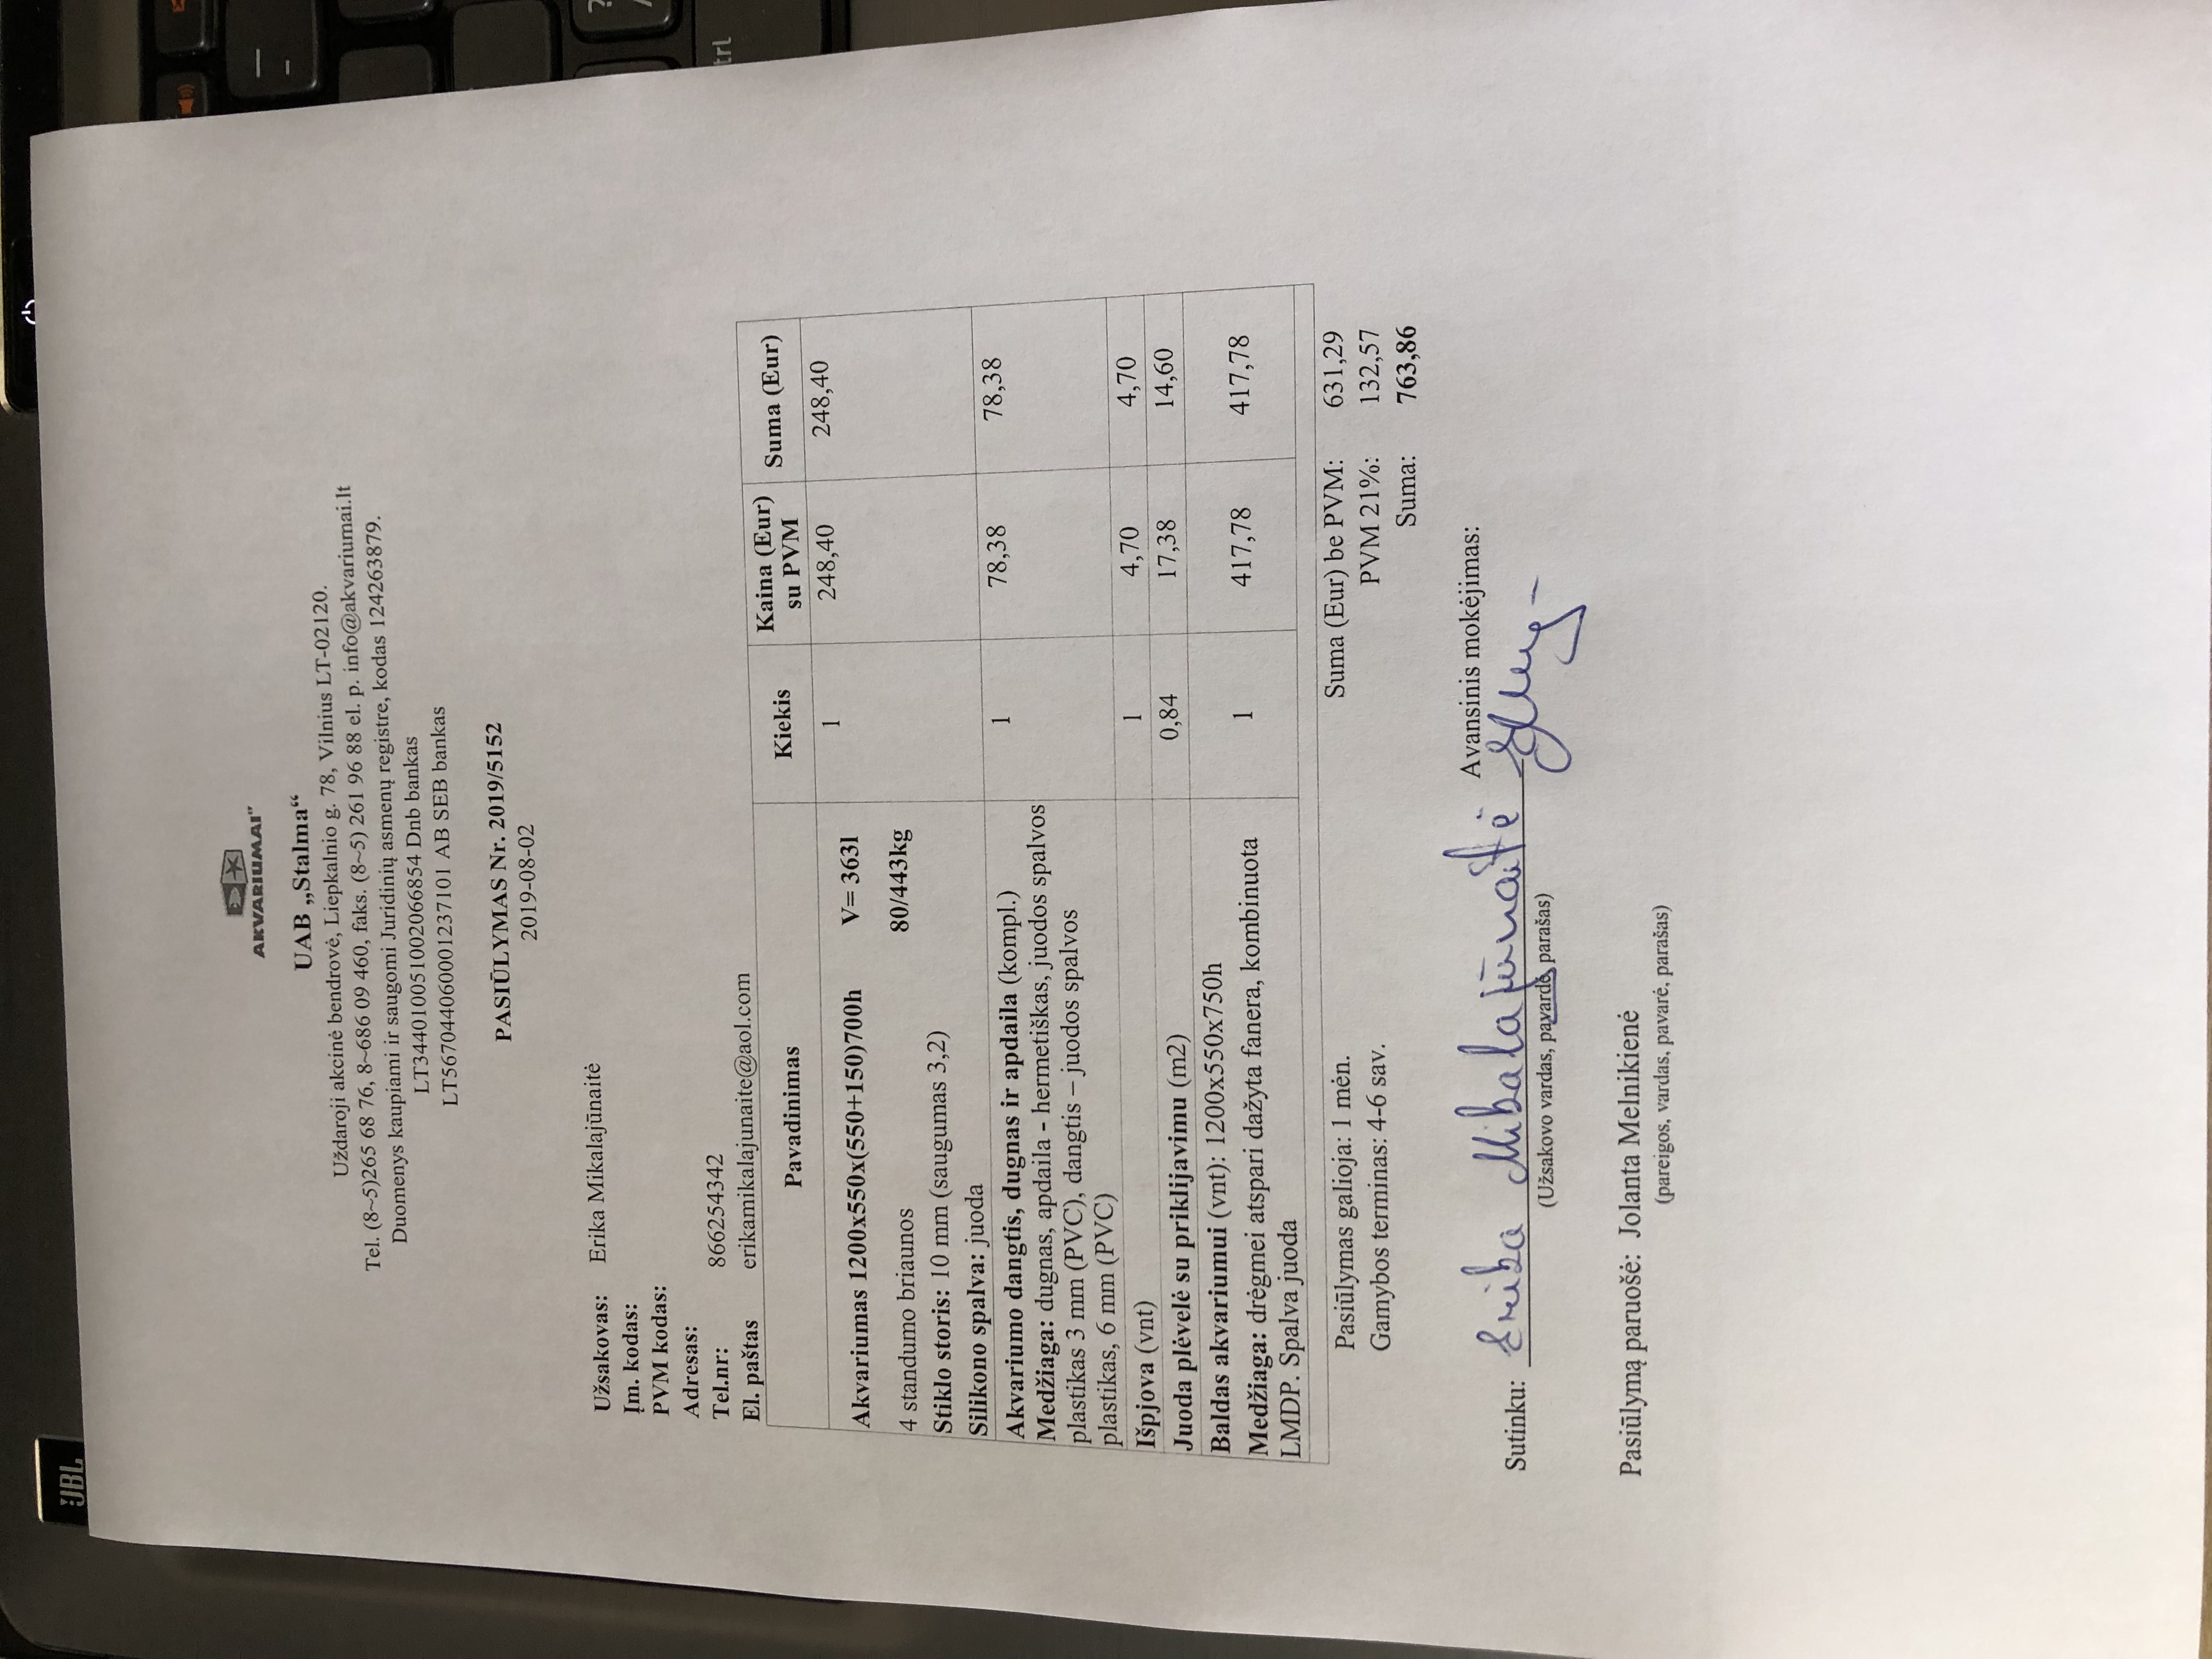 JBL
AKVARIUMAI"
UAB „Stalma“
Uždaroji akcinė bendrovė, Liepkalnio g. 78, Vilnius LT-02120.
Tel. (8~5)265 68 76, 8~686 09 460, faks. (8~5) 261 96 88 el. p. info@akvariumai.lt
Duomenys kaupiami ir saugomi Juridinių asmenų registre, kodas 124263879.
LT344010051002066854 Dnb bankas
LT567044060001237101 AB SEB bankas
PASIŪLYMAS Nr. 2019/5152
2019-08-02
Užsakovas: Erika Mikalajūnaitė
Įm. kodas:
PVM kodas:
Adresas:
Tel.nr: 866254342
El. paštas erikamikalajunaite@aol.com
Pavadinimas Kiekis Kaina (Eur) su PVM Suma (Eur)
Akvariumas 1200x550x(550+150)700h V= 363l 1 248,40 248,40
4 standumo briaunos 80/443kg
Stiklo storis: 10 mm (saugumas 3,2)
Silikono spalva: juoda
Akvariumo dangtis, dugnas ir apdaila (kompl.) 1 78,38 78,38
Medžiaga: dugnas, apdaila - hermetiškas, juodos spalvos
plastikas 3 mm (PVC), dangtis – juodos spalvos
plastikas, 6 mm (PVC)
Išpjova (vnt) 1 4,70 4,70
Juoda plėvelė su priklijavimu (m2) 0,84 17,38 14,60
Baldas akvariumui (vnt): 1200x550x750h
Medžiaga: drėgmei atspari dažyta fanera, kombinuota 1 417,78 417,78
LMDP. Spalva juoda
Pasiūlymas galioja: 1 mėn. Suma (Eur) be PVM: 631,29
Gamybos terminas: 4-6 sav. PVM 21%: 132,57
Suma: 763,86
Avansinis mokėjimas:
Sutinku: Erika Mikalajūnaitė
(Užsakovo vardas, pavardė, parašas)
Pasiūlymą paruošė: Jolanta Melnikienė
(pareigos, vardas, pavarė, parašas)
? /
trl